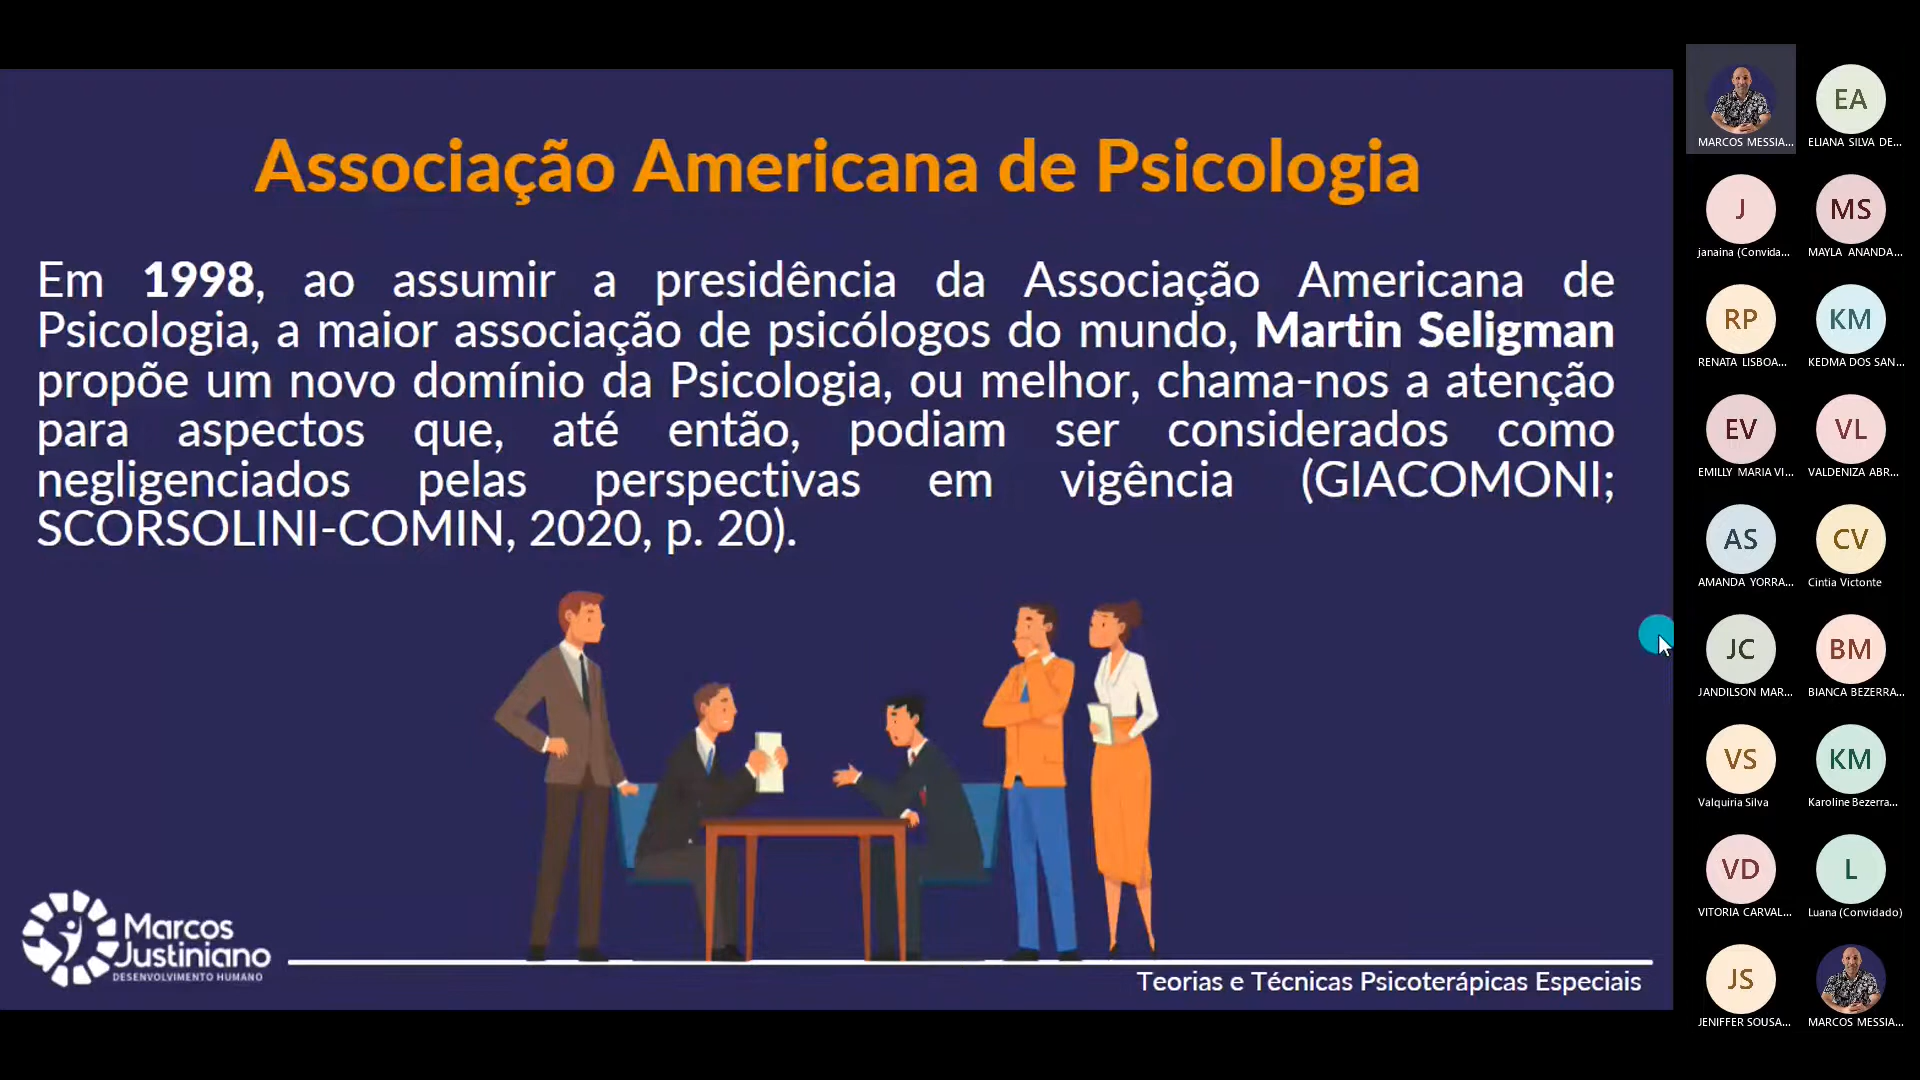 Associação Americana de Psicologia
Em 1998, ao assumir a presidência da Associação Americana de
Psicologia, a maior associação de psicólogos do mundo, Martin Seligman
propõe um novo domínio da Psicologia, ou melhor, chama-nos a atenção
para aspectos que, até então, podiam ser considerados como
negligenciados pelas perspectivas em vigência (GIACOMONI;
SCORSOLINI-COMIN, 2020, p. 20).
Marcos
Justiniano
DESENVOLVIMENTO HUMANO
Teorias e Técnicas Psicoterápicas Especiais
MARCOS MESSIA...
EA
ELIANA SILVA DE...
J
janaina (Convida...
MS
MAYLA ANANDA...
RP
RENATA LISBOA...
KM
KEDMA DOS SAN...
EV
EMILLY MARIA VI...
VL
VALDENIZA ABR...
AS
AMANDA YORRA...
CV
Cintia Victonte
JC
JANDILSON MAR...
BM
BIANCA BEZERRA...
VS
Valquiria Silva
KM
Karoline Bezerra...
VD
VITORIA CARVAL...
L
Luana (Convidado)
JS
JENIFFER SOUSA...
MARCOS MESSIA...